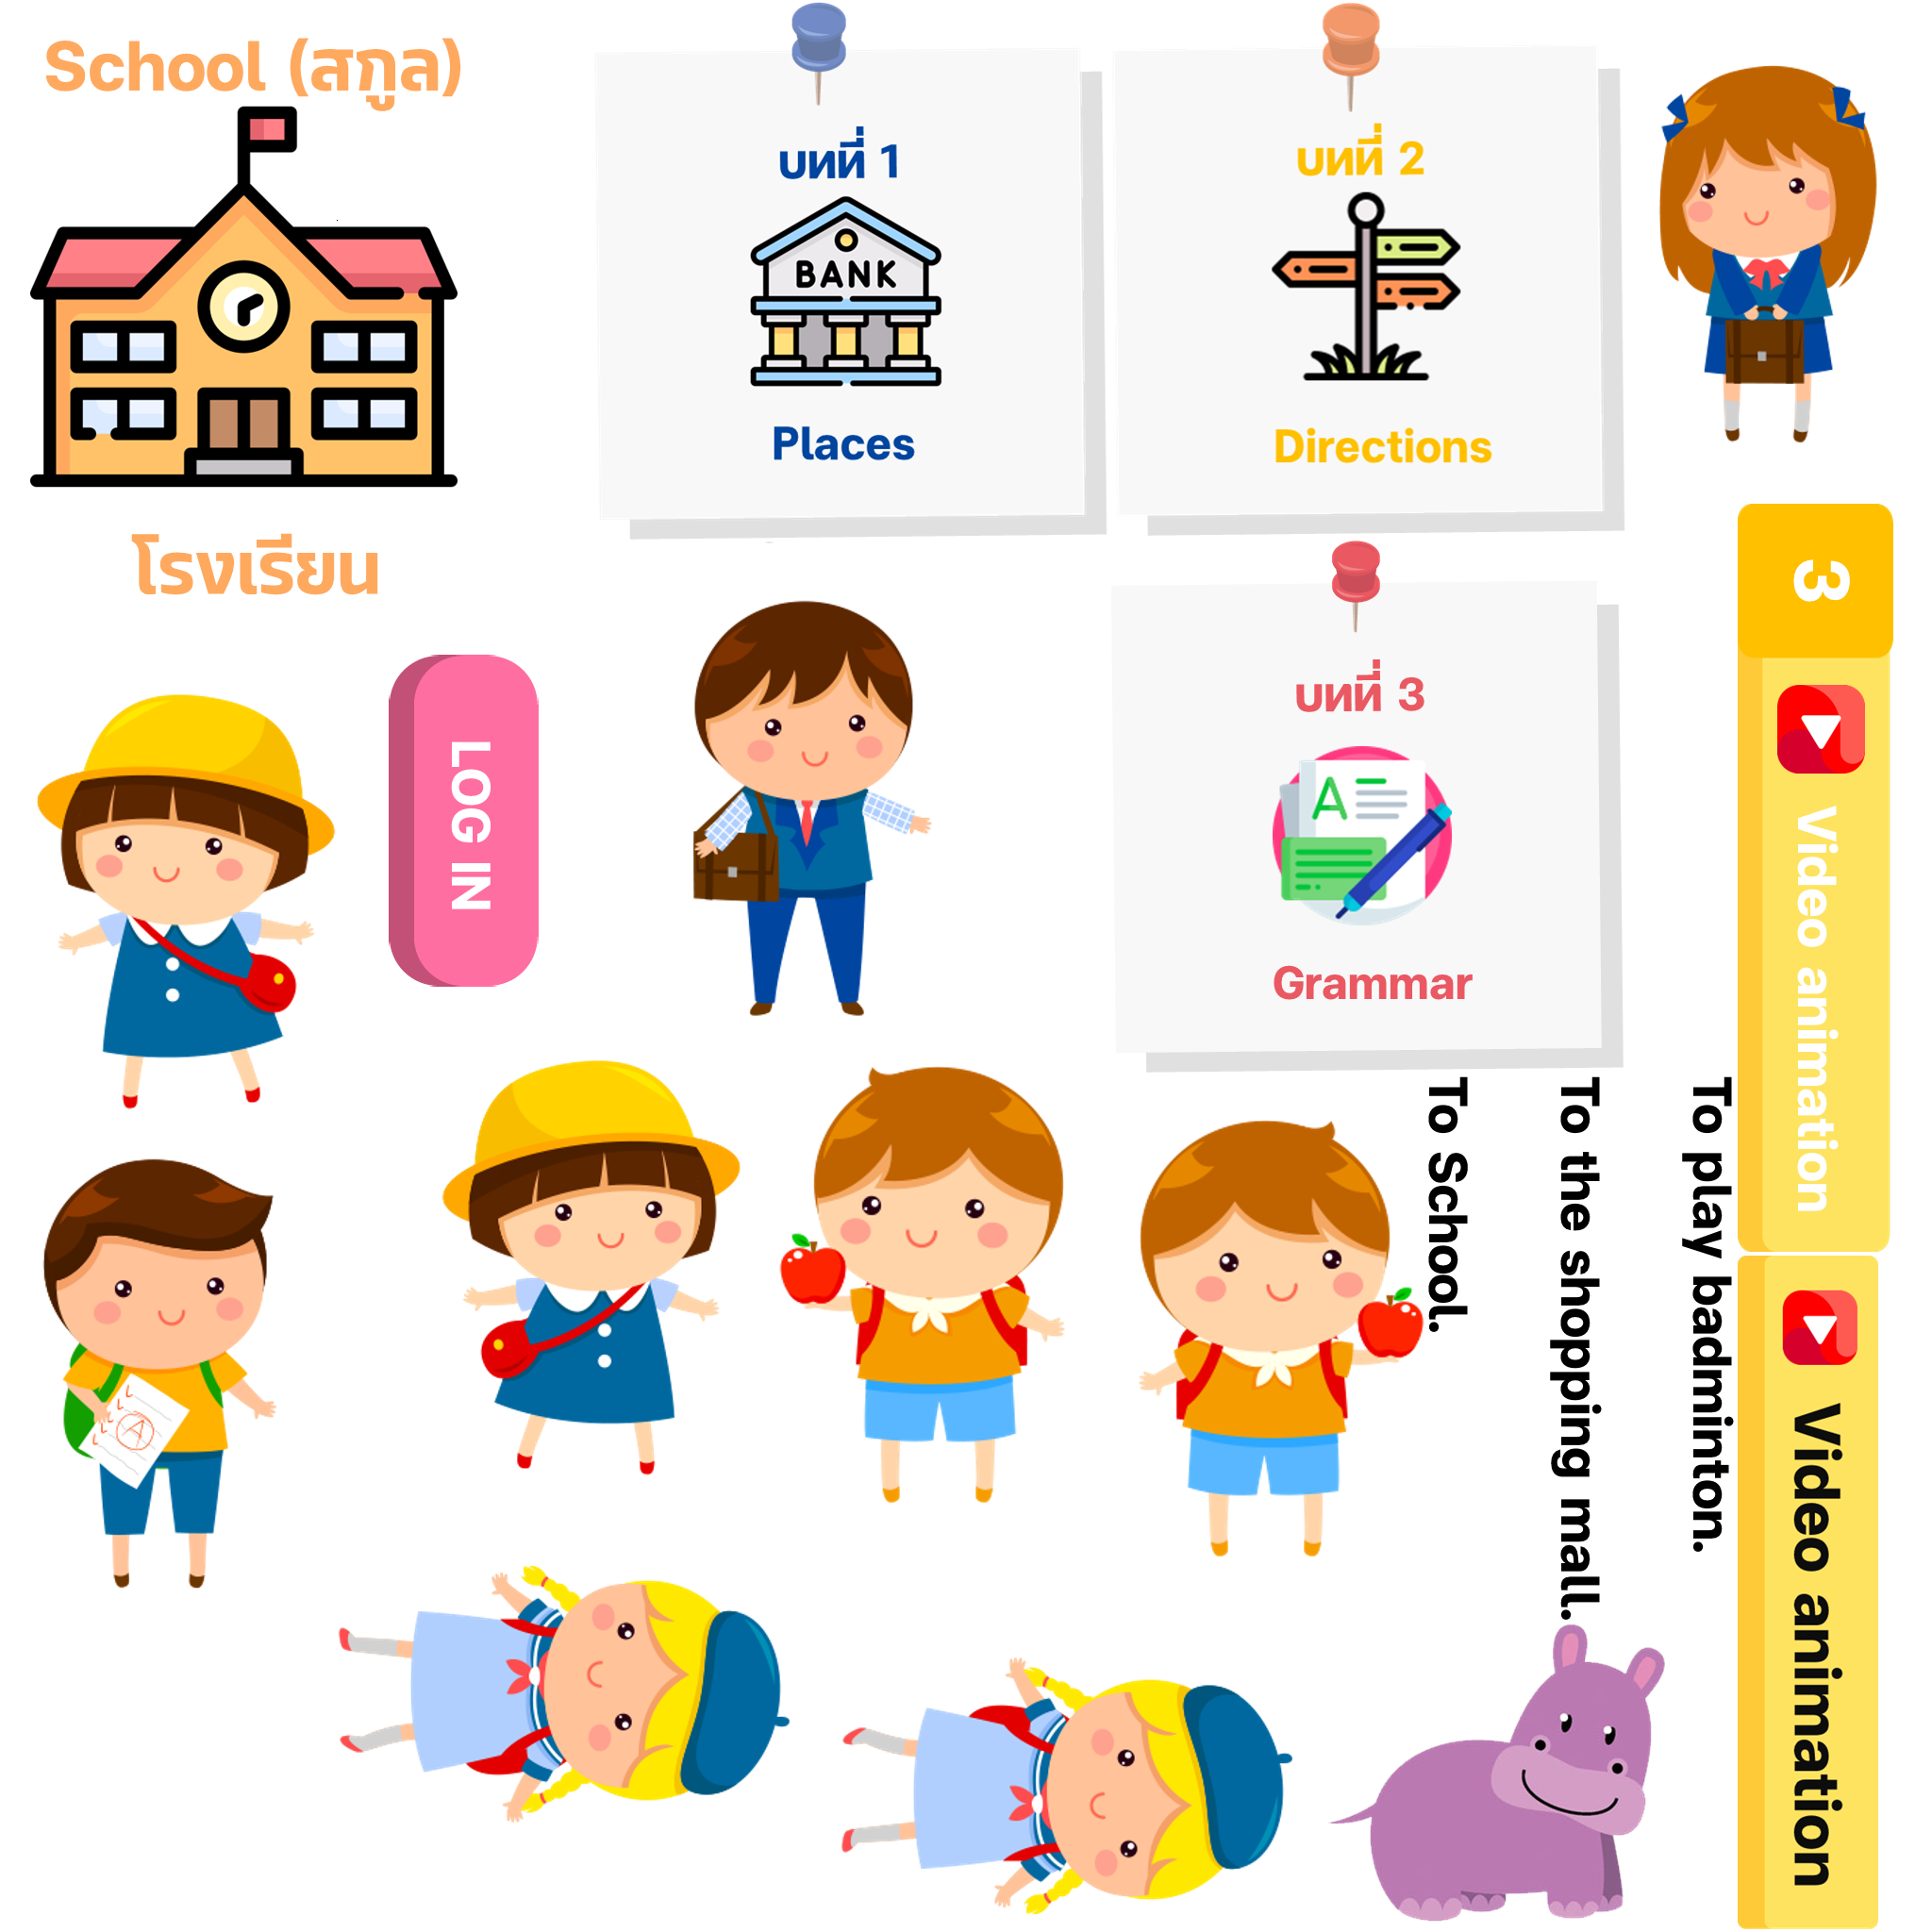 School (สกูล)
โรงเรียน
บทที่ 1
BANK
Places
บทที่ 2
Directions
บทที่ 3
A
Grammar
LOG IN
3
Video animation
To School.
To the shopping mall.
To play badminton.
Video animation
A